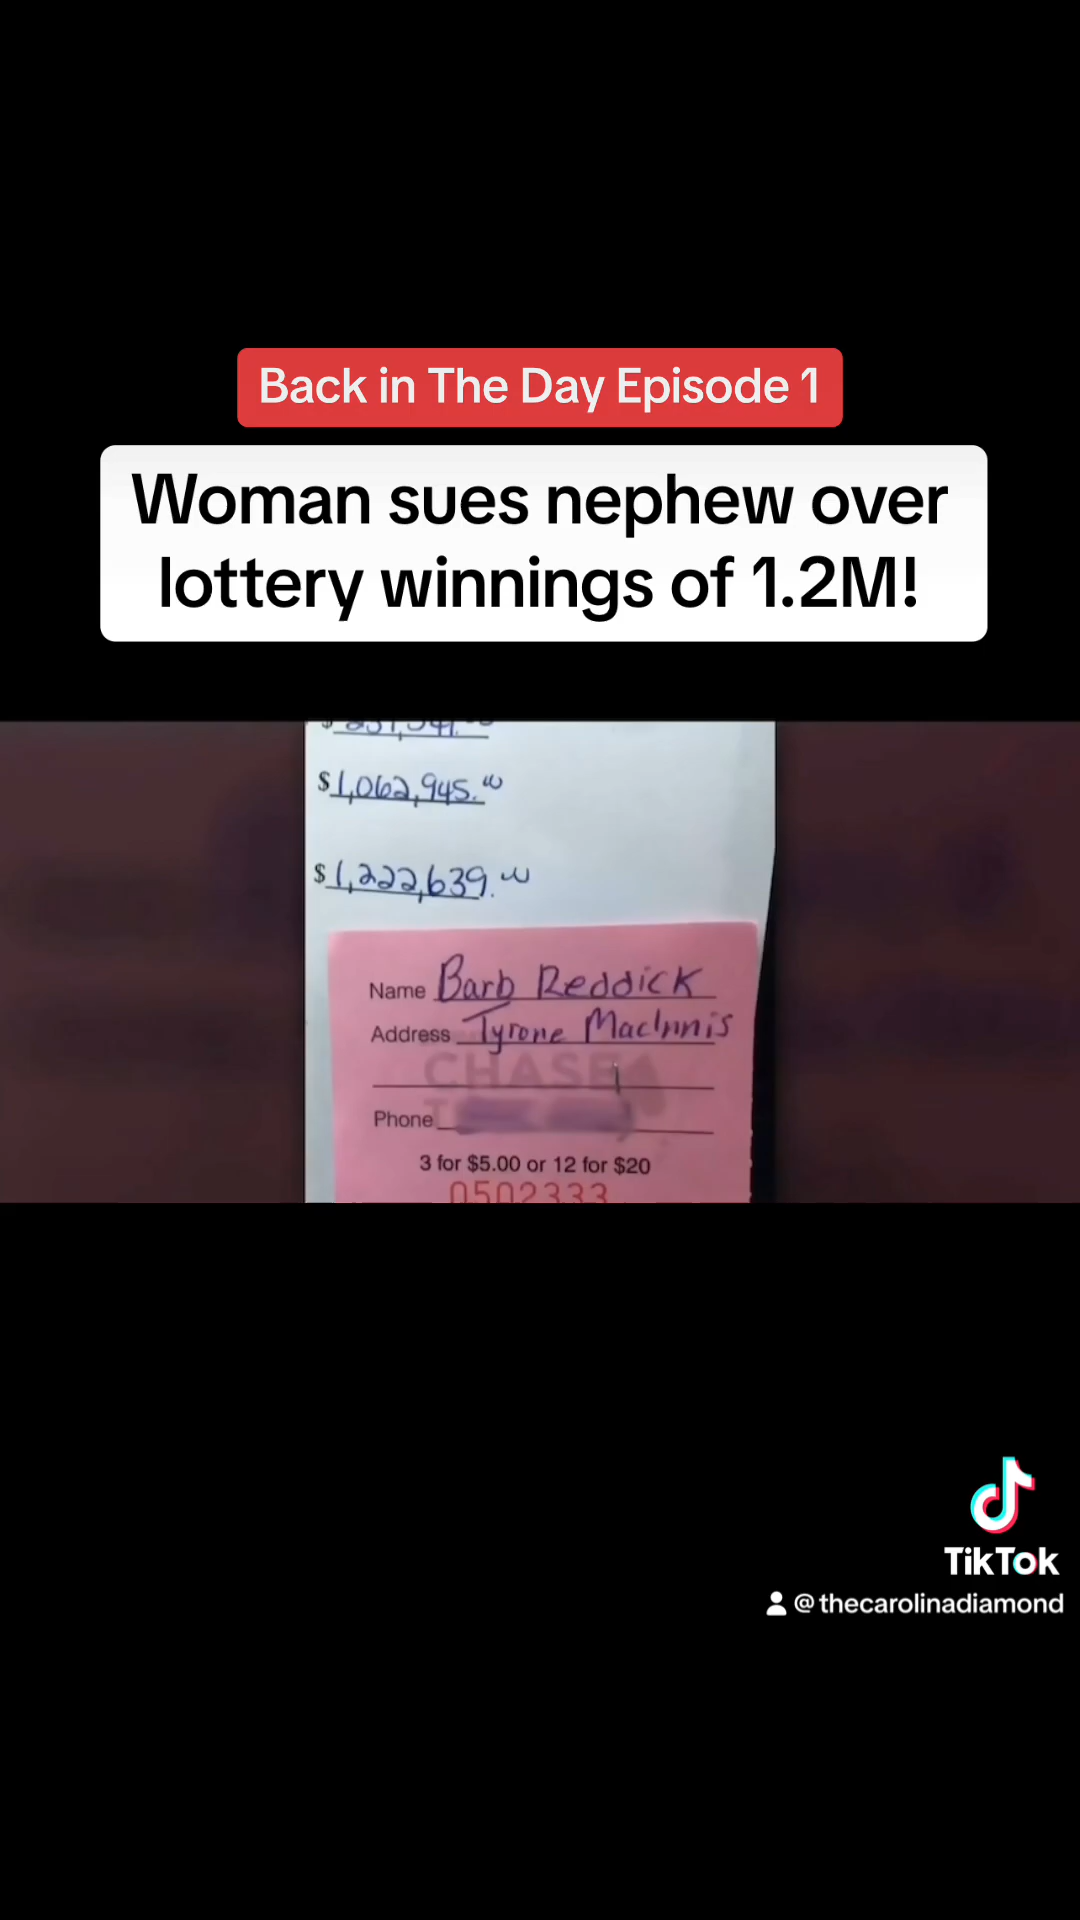 Back in The Day Episode 1
Woman sues nephew over
lottery winnings of 1.2M!
$1,062,945.00
$1,222,639.00
Name Barb Reddick
Address Tyrone MacInnis
CHASE
Phone
3 for $5.00 or 12 for $20
0502333
TikTok
@thecarolinadiamond